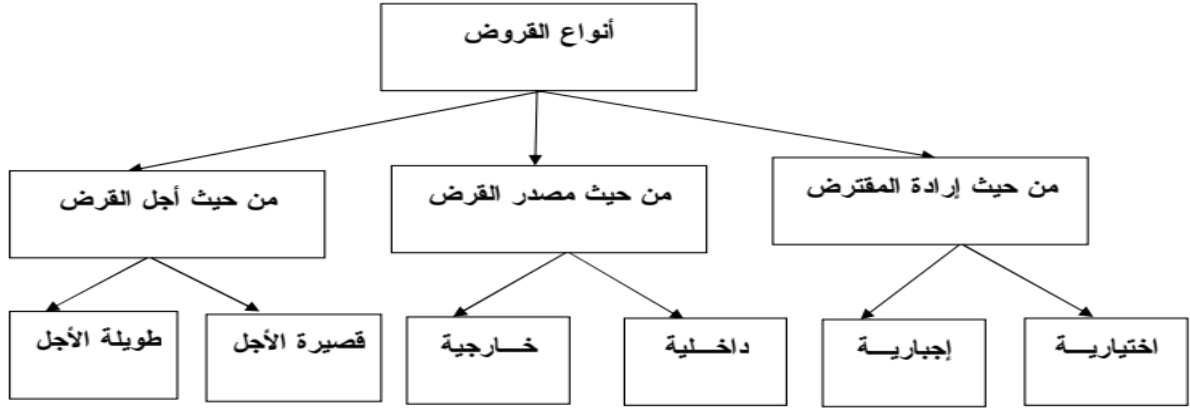 أنواع القروض
من حيث إرادة المقترض
من حيث مصدر القرض
من حيث أجل القرض
اختياريـــة
إجباريـــة
داخـــلية
خـــارجية
قصيرة الأجل
طويلة الأجل